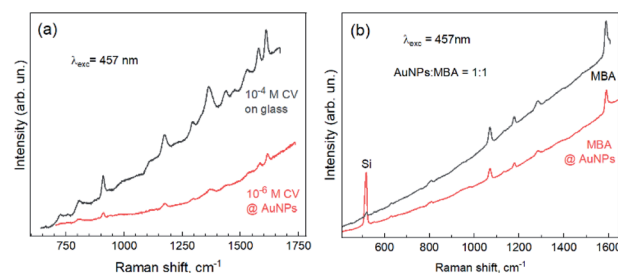 (a)
λexc= 457 nm
10⁻⁴ M CV
on glass
10⁻⁶ M CV
@ AuNPs
Intensity (arb. un.)
750 1000 1250 1500 1750
Raman shift, cm⁻¹
(b)
λexc = 457nm
AuNPs:MBA = 1:1
MBA
Si
MBA
@ AuNPs
Intensity (arb. un.)
600 800 1000 1200 1400 1600
Raman shift, cm⁻¹